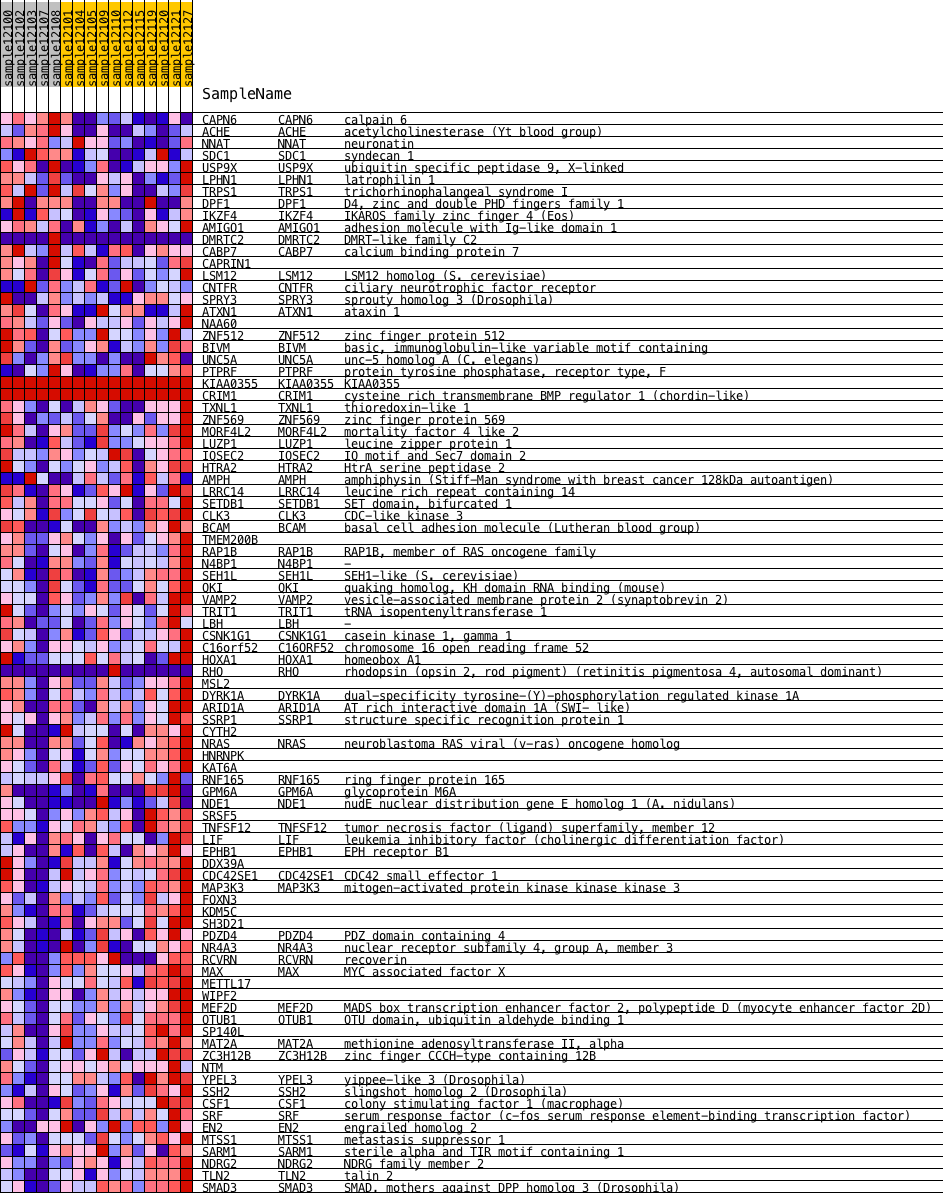 sample12100
sample12102
sample12103
sample12107
sample12108
sample12101
sample12104
sample12105
sample12109
sample12110
sample12112
sample12115
sample12119
sample12120
sample12121
sample12127
SampleName
CAPN6 CAPN6 calpain 6
ACHE ACHE acetylcholinesterase (Yt blood group)
NNAT NNAT neuronatin
SDC1 SDC1 syndecan 1
USP9X USP9X ubiquitin specific peptidase 9, X-linked
LPHN1 LPHN1 latrophilin 1
TRPS1 TRPS1 trichorhinophalangeal syndrome I
DPF1 DPF1 D4, zinc and double PHD fingers family 1
IKZF4 IKZF4 IKAROS family zinc finger 4 (Eos)
AMIGO1 AMIGO1 adhesion molecule with Ig-like domain 1
DMRTC2 DMRTC2 DMRT-like family C2
CABP7 CABP7 calcium binding protein 7
CAPRIN1
LSM12 LSM12 LSM12 homolog (S. cerevisiae)
CNTFR CNTFR ciliary neurotrophic factor receptor
SPRY3 SPRY3 sprouty homolog 3 (Drosophila)
ATXN1 ATXN1 ataxin 1
NAA60
ZNF512 ZNF512 zinc finger protein 512
BIVM BIVM basic, immunoglobulin-like variable motif containing
UNC5A UNC5A unc-5 homolog A (C. elegans)
PTPRF PTPRF protein tyrosine phosphatase, receptor type, F
KIAA0355 KIAA0355 KIAA0355
CRIM1 CRIM1 cysteine rich transmembrane BMP regulator 1 (chordin-like)
TXNL1 TXNL1 thioredoxin-like 1
ZNF569 ZNF569 zinc finger protein 569
MORF4L2 MORF4L2 mortality factor 4 like 2
LUZP1 LUZP1 leucine zipper protein 1
IQSEC2 IQSEC2 IQ motif and Sec7 domain 2
HTRA2 HTRA2 HtrA serine peptidase 2
AMPH AMPH amphiphysin (Stiff-Man syndrome with breast cancer 128kDa autoantigen)
LRRC14 LRRC14 leucine rich repeat containing 14
SETDB1 SETDB1 SET domain, bifurcated 1
CLK3 CLK3 CDC-like kinase 3
BCAM BCAM basal cell adhesion molecule (Lutheran blood group)
TMEM200B
RAP1B RAP1B RAP1B, member of RAS oncogene family
N4BP1 N4BP1 -
SEH1L SEH1L SEH1-like (S. cerevisiae)
QKI QKI quaking homolog, KH domain RNA binding (mouse)
VAMP2 VAMP2 vesicle-associated membrane protein 2 (synaptobrevin 2)
TRIT1 TRIT1 tRNA isopentenyltransferase 1
LBH LBH -
CSNK1G1 CSNK1G1 casein kinase 1, gamma 1
C16orf52 C16ORF52 chromosome 16 open reading frame 52
HOXA1 HOXA1 homeobox A1
RHO RHO rhodopsin (opsin 2, rod pigment) (retinitis pigmentosa 4, autosomal dominant)
MSL2
DYRK1A DYRK1A dual-specificity tyrosine-(Y)-phosphorylation regulated kinase 1A
ARID1A ARID1A AT rich interactive domain 1A (SWI- like)
SSRP1 SSRP1 structure specific recognition protein 1
CYTH2
NRAS NRAS neuroblastoma RAS viral (v-ras) oncogene homolog
HNRNPK
KAT6A
RNF165 RNF165 ring finger protein 165
GPM6A GPM6A glycoprotein M6A
NDE1 NDE1 nudE nuclear distribution gene E homolog 1 (A. nidulans)
SRSF5
TNFSF12 TNFSF12 tumor necrosis factor (ligand) superfamily, member 12
LIF LIF leukemia inhibitory factor (cholinergic differentiation factor)
EPHB1 EPHB1 EPH receptor B1
DDX39A
CDC42SE1 CDC42SE1 CDC42 small effector 1
MAP3K3 MAP3K3 mitogen-activated protein kinase kinase kinase 3
FOXN3
KDM5C
SH3D21
PDZD4 PDZD4 PDZ domain containing 4
NR4A3 NR4A3 nuclear receptor subfamily 4, group A, member 3
RCVRN RCVRN recoverin
MAX MAX MYC associated factor X
METTL17
WIPF2
MEF2D MEF2D MADS box transcription enhancer factor 2, polypeptide D (myocyte enhancer factor 2D)
OTUB1 OTUB1 OTU domain, ubiquitin aldehyde binding 1
SP140L
MAT2A MAT2A methionine adenosyltransferase II, alpha
ZC3H12B ZC3H12B zinc finger CCCH-type containing 12B
NTM
YPEL3 YPEL3 yippee-like 3 (Drosophila)
SSH2 SSH2 slingshot homolog 2 (Drosophila)
CSF1 CSF1 colony stimulating factor 1 (macrophage)
SRF SRF serum response factor (c-fos serum response element-binding transcription factor)
EN2 EN2 engrailed homolog 2
MTSS1 MTSS1 metastasis suppressor 1
SARM1 SARM1 sterile alpha and TIR motif containing 1
NDRG2 NDRG2 NDRG family member 2
TLN2 TLN2 talin 2
SMAD3 SMAD3 SMAD, mothers against DPP homolog 3 (Drosophila)